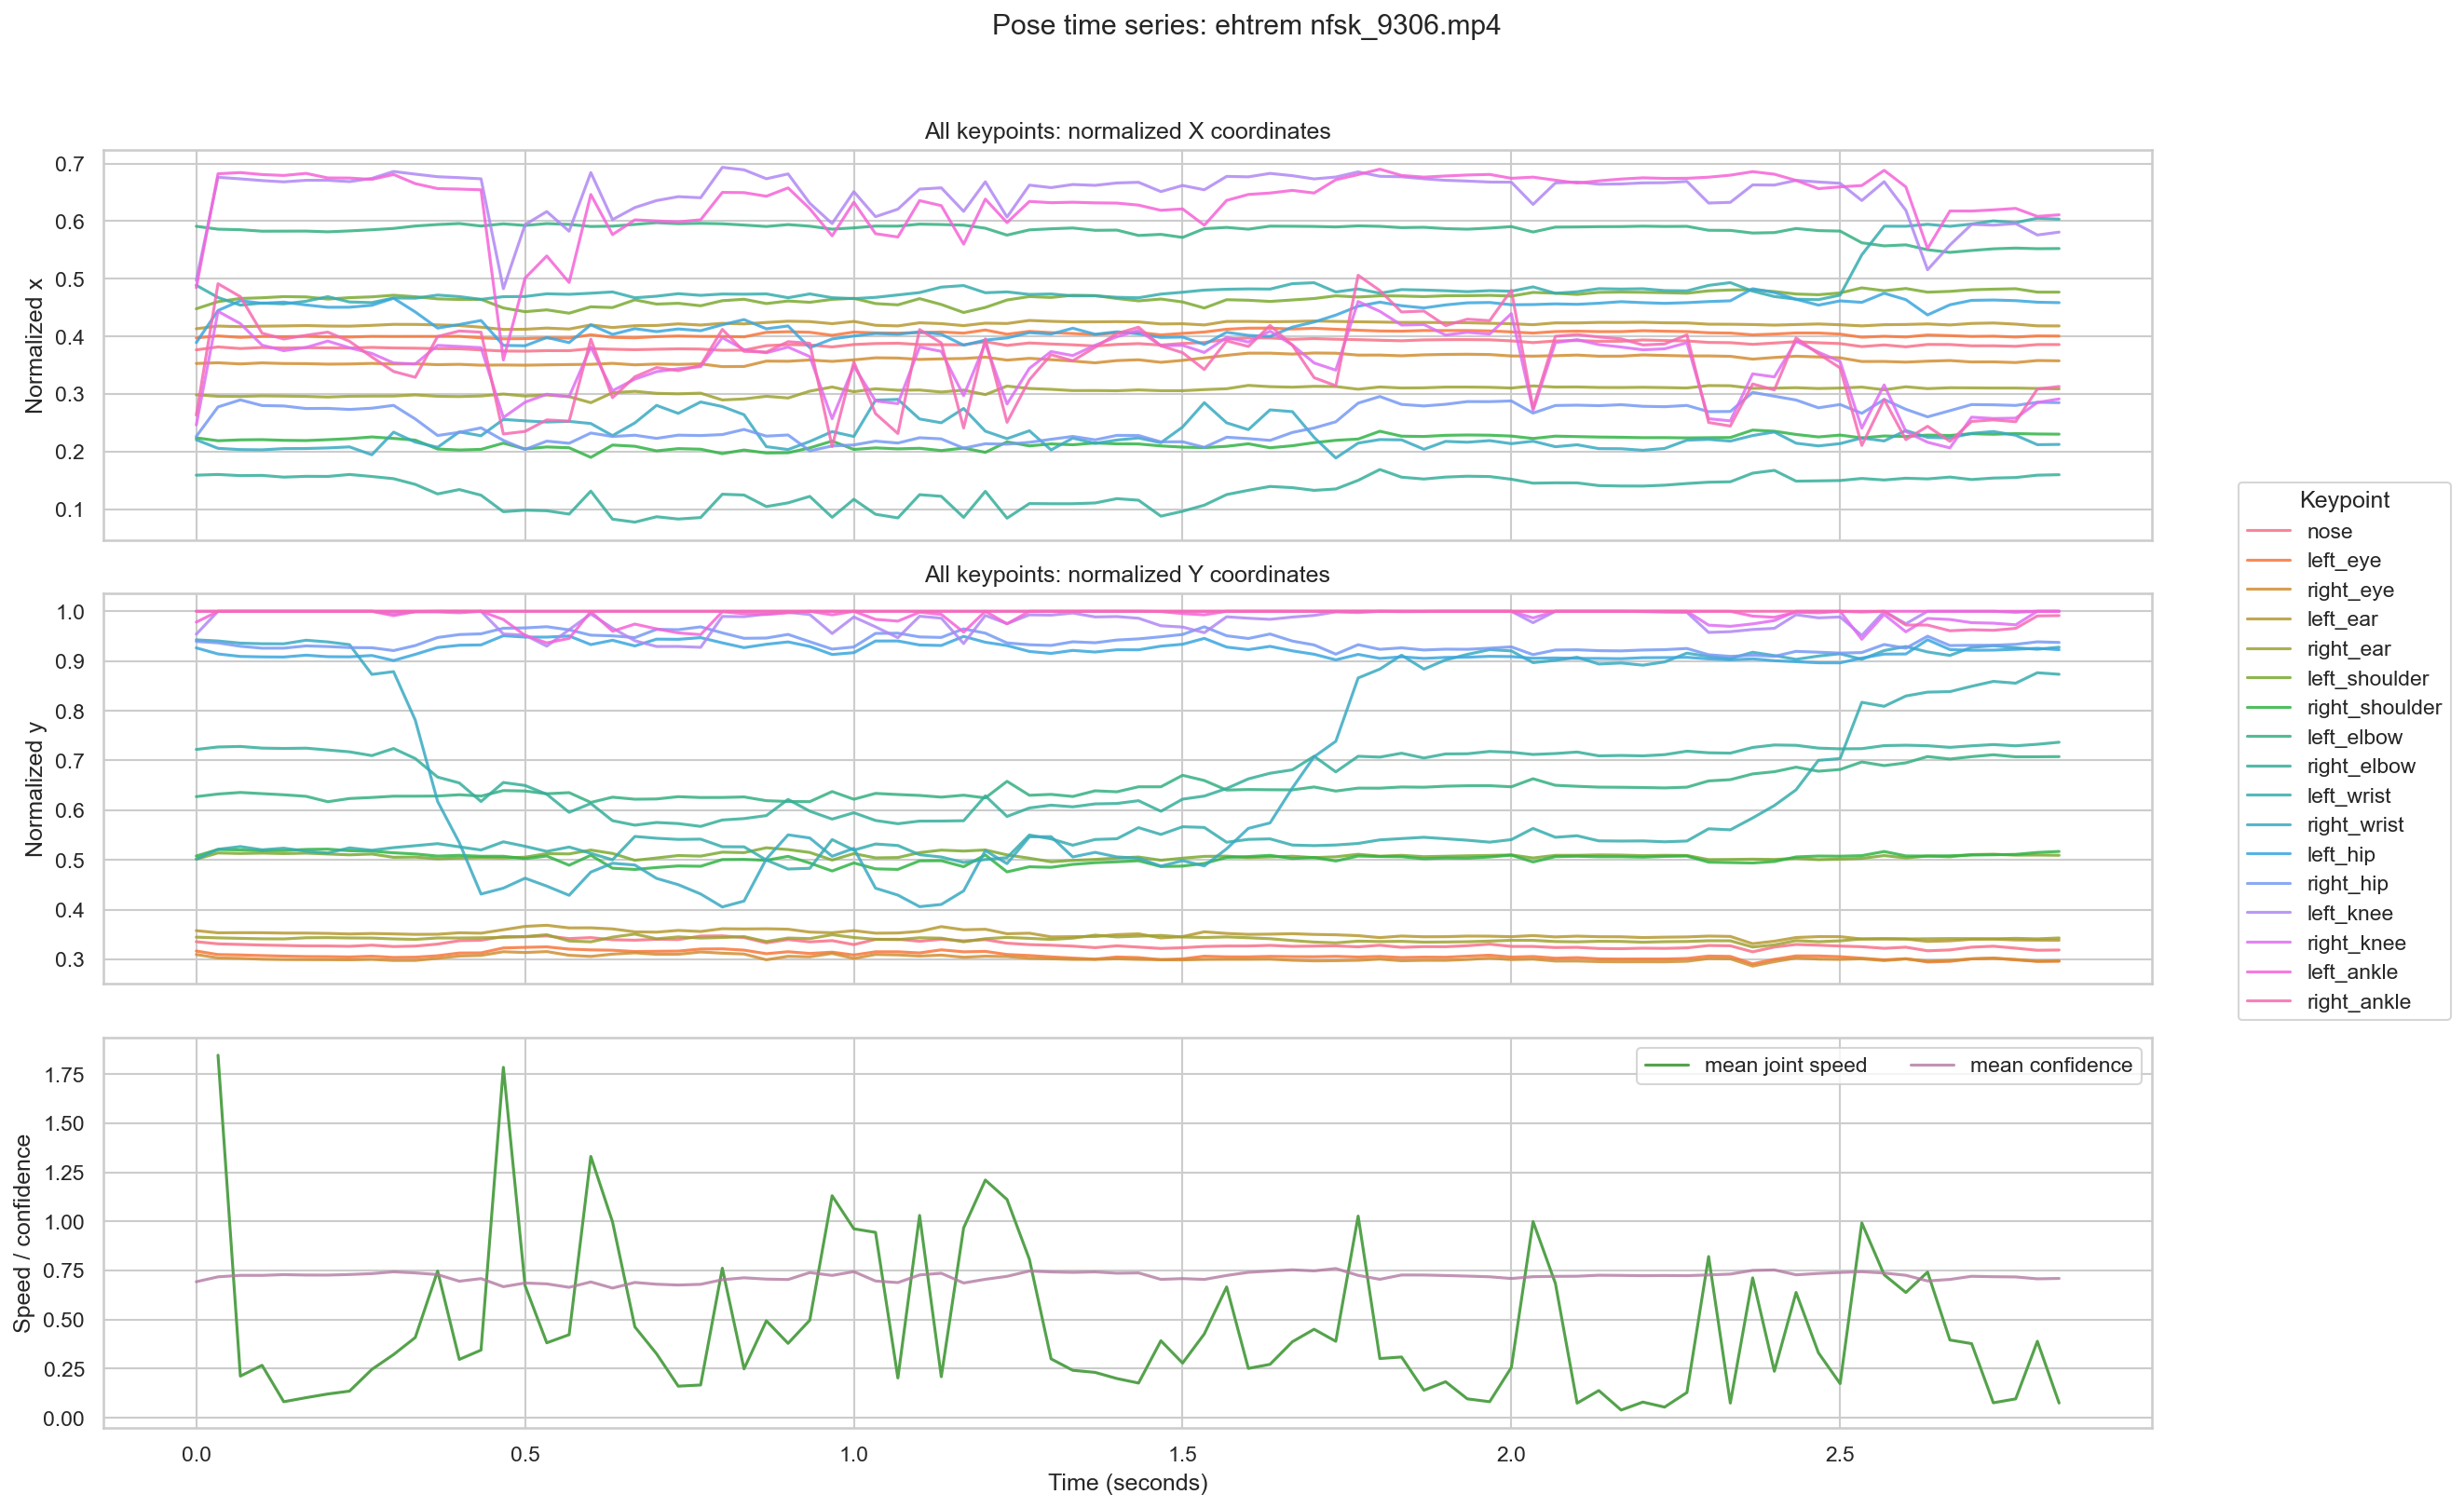 Pose time series: ehtrem nfsk_9306.mp4
All keypoints: normalized X coordinates
Normalized x
0.7
0.6
0.5
0.4
0.3
0.2
0.1
All keypoints: normalized Y coordinates
Normalized y
1.0
0.9
0.8
0.7
0.6
0.5
0.4
0.3
Keypoint
nose
left_eye
right_eye
left_ear
right_ear
left_shoulder
right_shoulder
left_elbow
right_elbow
left_wrist
right_wrist
left_hip
right_hip
left_knee
right_knee
left_ankle
right_ankle
mean joint speed mean confidence
Speed / confidence
1.75
1.50
1.25
1.00
0.75
0.50
0.25
0.00
0.0 0.5 1.0 1.5 2.0 2.5
Time (seconds)